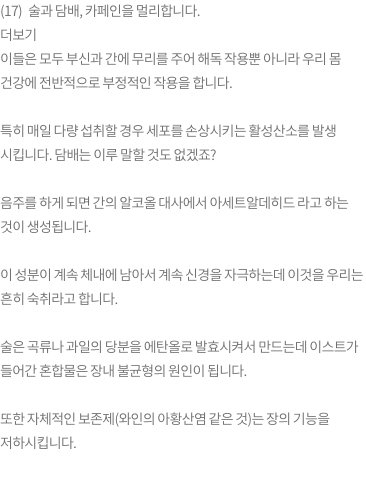 (17)  술과 담배, 카페인을 멀리합니다.
더보기
이들은 모두 부신과 간에 무리를 주어 해독 작용뿐 아니라 우리 몸
건강에 전반적으로 부정적인 작용을 합니다.
특히 매일 다량 섭취할 경우 세포를 손상시키는 활성산소를 발생
시킵니다. 담배는 이루 말할 것도 없겠죠?
음주를 하게 되면 간의 알코올 대사에서 아세트알데히드 라고 하는
것이 생성됩니다.
이 성분이 계속 체내에 남아서 계속 신경을 자극하는데 이것을 우리는
흔히 숙취라고 합니다.
술은 곡류나 과일의 당분을 에탄올로 발효시켜서 만드는데 이스트가
들어간 혼합물은 장내 불균형의 원인이 됩니다.
또한 자체적인 보존제(와인의 아황산염 같은 것)는 장의 기능을
저하시킵니다.